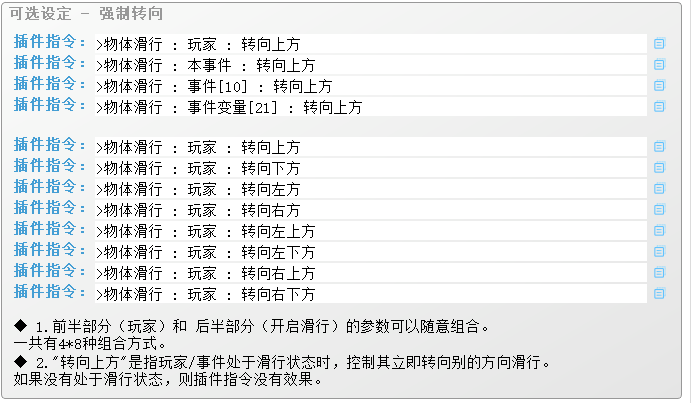 可选设定 - 强制转向
插件指令: >物体滑行 : 玩家 : 转向上方
插件指令: >物体滑行 : 本事件 : 转向上方
插件指令: >物体滑行 : 事件[10] : 转向上方
插件指令: >物体滑行 : 事件变量[21] : 转向上方
插件指令: >物体滑行 : 玩家 : 转向上方
插件指令: >物体滑行 : 玩家 : 转向下方
插件指令: >物体滑行 : 玩家 : 转向左方
插件指令: >物体滑行 : 玩家 : 转向右方
插件指令: >物体滑行 : 玩家 : 转向左上方
插件指令: >物体滑行 : 玩家 : 转向左下方
插件指令: >物体滑行 : 玩家 : 转向右上方
插件指令: >物体滑行 : 玩家 : 转向右下方
◆ 1.前半部分（玩家）和 后半部分（开启滑行）的参数可以随意组合。
一共有4*8种组合方式。
◆ 2."转向上方"是指玩家/事件处于滑行状态时，控制其立即转向别的方向滑行。
如果没有处于滑行状态，则插件指令没有效果。